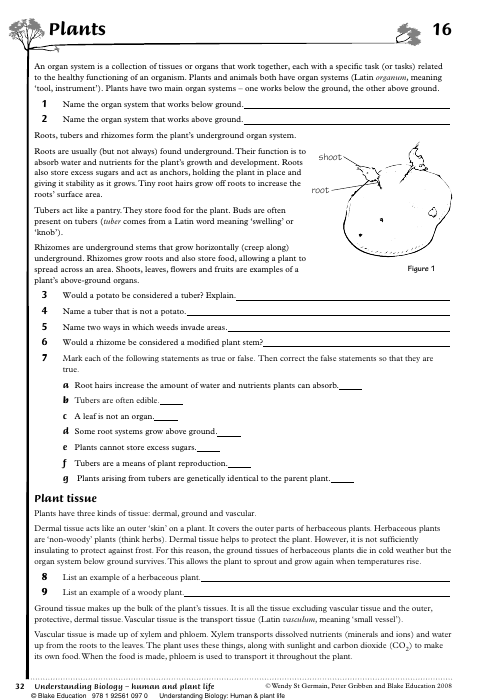 Plants
16
An organ system is a collection of tissues or organs that work together, each with a specific task (or tasks) related
to the healthy functioning of an organism. Plants and animals both have organ systems (Latin organum, meaning
‘tool, instrument’). Plants have two main organ systems – one works below the ground, the other above ground.
1 Name the organ system that works below ground.
2 Name the organ system that works above ground.
Roots, tubers and rhizomes form the plant's underground organ system.
Roots are usually (but not always) found underground. Their function is to
absorb water and nutrients for the plant's growth and development. Roots
also store excess sugars and act as anchors, holding the plant in place and
giving it stability as it grows. Tiny root hairs grow off roots to increase the
roots' surface area.
Tubers act like a pantry. They store food for the plant. Buds are often
present on tubers (tuber comes from a Latin word meaning ‘swelling’ or
‘knob’).
Rhizomes are underground stems that grow horizontally (creep along)
underground. Rhizomes grow roots and also store food, allowing a plant to
spread across an area. Shoots, leaves, flowers and fruits are examples of a
plant's above-ground organs.
shoot
root
Figure 1
3 Would a potato be considered a tuber? Explain.
4 Name a tuber that is not a potato.
5 Name two ways in which weeds invade areas.
6 Would a rhizome be considered a modified plant stem?
7 Mark each of the following statements as true or false. Then correct the false statements so that they are
true.
a Root hairs increase the amount of water and nutrients plants can absorb.
b Tubers are often edible.
c A leaf is not an organ.
d Some root systems grow above ground.
e Plants cannot store excess sugars.
f Tubers are a means of plant reproduction.
g Plants arising from tubers are genetically identical to the parent plant.
Plant tissue
Plants have three kinds of tissue: dermal, ground and vascular.
Dermal tissue acts like an outer ‘skin’ on a plant. It covers the outer parts of herbaceous plants. Herbaceous plants
are ‘non-woody’ plants (think herbs). Dermal tissue helps to protect the plant. However, it is not sufficiently
insulating to protect against frost. For this reason, the ground tissues of herbaceous plants die in cold weather but the
organ system below ground survives. This allows the plant to sprout and grow again when temperatures rise.
8 List an example of a herbaceous plant.
9 List an example of a woody plant.
Ground tissue makes up the bulk of the plant's tissues. It is all the tissue excluding vascular tissue and the outer,
protective, dermal tissue. Vascular tissue is the transport tissue (Latin vasculum, meaning ‘small vessel’).
Vascular tissue is made up of xylem and phloem. Xylem transports dissolved nutrients (minerals and ions) and water
up from the roots to the leaves. The plant uses these things, along with sunlight and carbon dioxide (CO₂) to make
its own food. When the food is made, phloem is used to transport it throughout the plant.
32 Understanding Biology – human and plant life
© Wendy St Germain, Peter Gribben and Blake Education 2008
© Blake Education 978 1 92561 097 0 Understanding Biology: Human & plant life